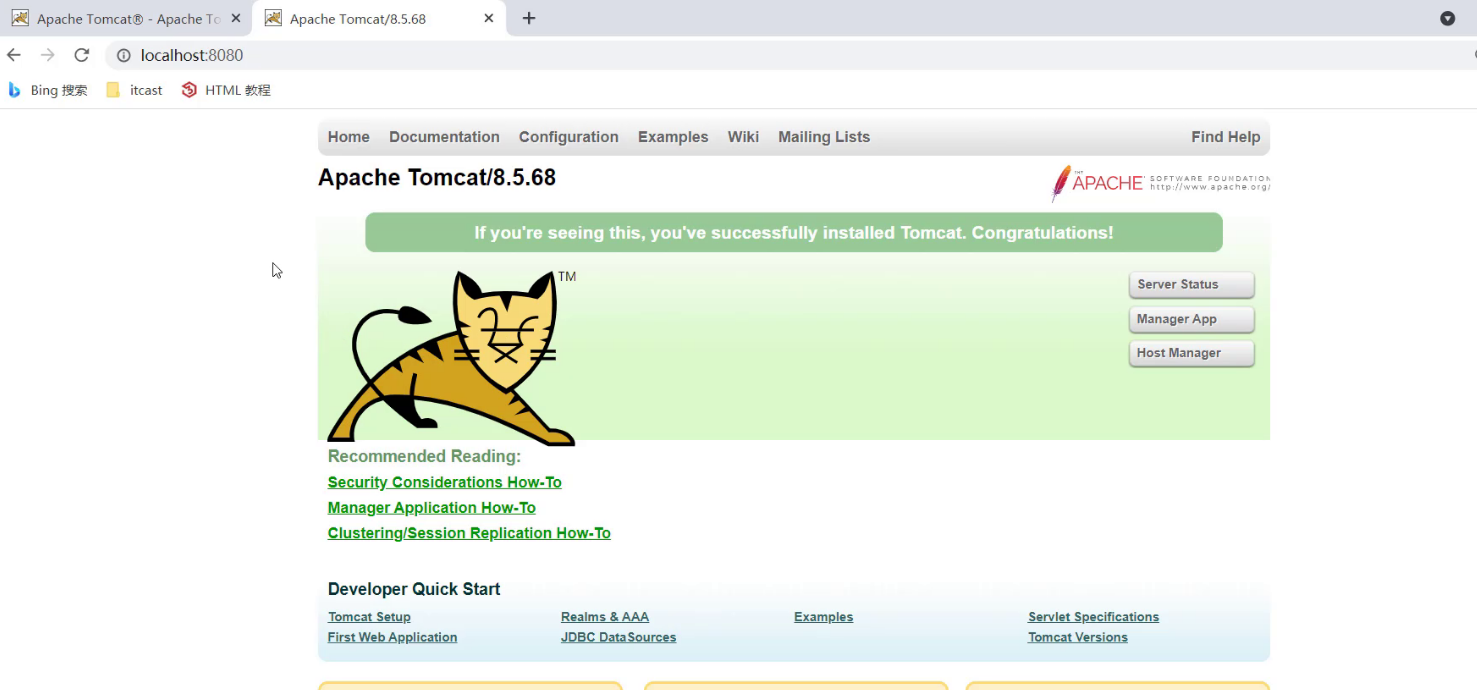 Apache Tomcat® - Apache To
Apache Tomcat/8.5.68
localhost:8080
Bing 搜索 itcast HTML 教程
Home Documentation Configuration Examples Wiki Mailing Lists Find Help
Apache Tomcat/8.5.68
THE APACHE SOFTWARE FOUNDATION
http://www.apache.org/
If you're seeing this, you've successfully installed Tomcat. Congratulations!
TM
Server Status
Manager App
Host Manager
Recommended Reading:
Security Considerations How-To
Manager Application How-To
Clustering/Session Replication How-To
Developer Quick Start
Tomcat Setup Realms & AAA Examples Servlet Specifications
First Web Application JDBC DataSources Tomcat Versions